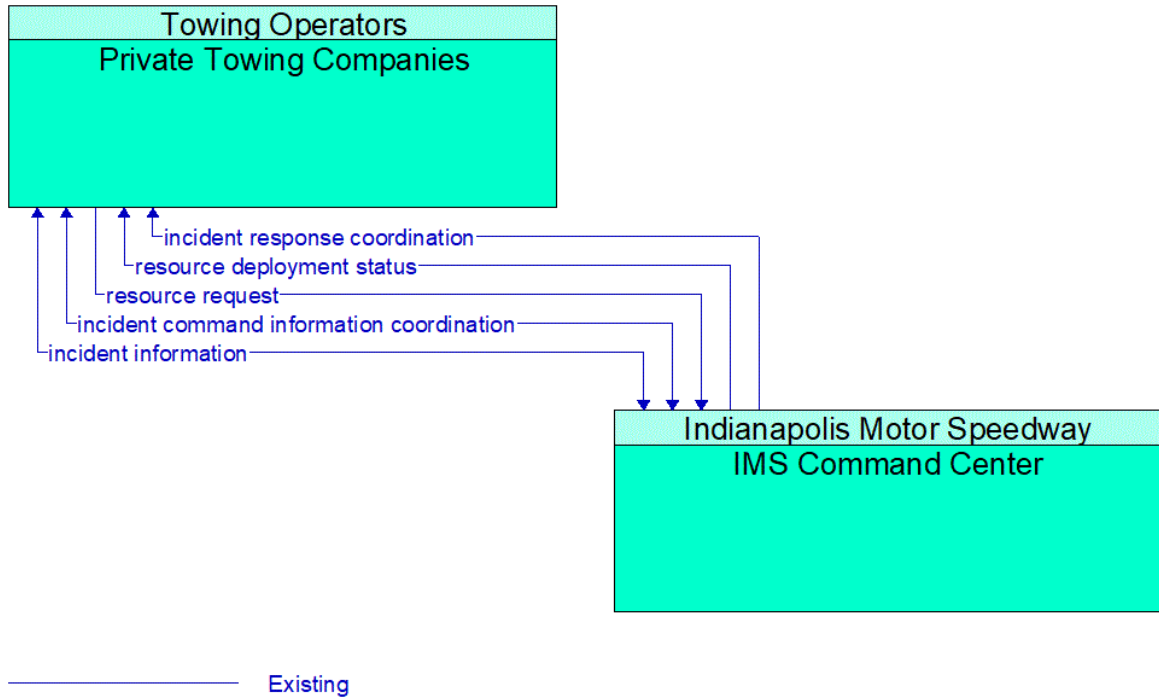 Towing Operators
Private Towing Companies
incident response coordination
resource deployment status
resource request
incident command information coordination
incident information
Indianapolis Motor Speedway
IMS Command Center
Existing